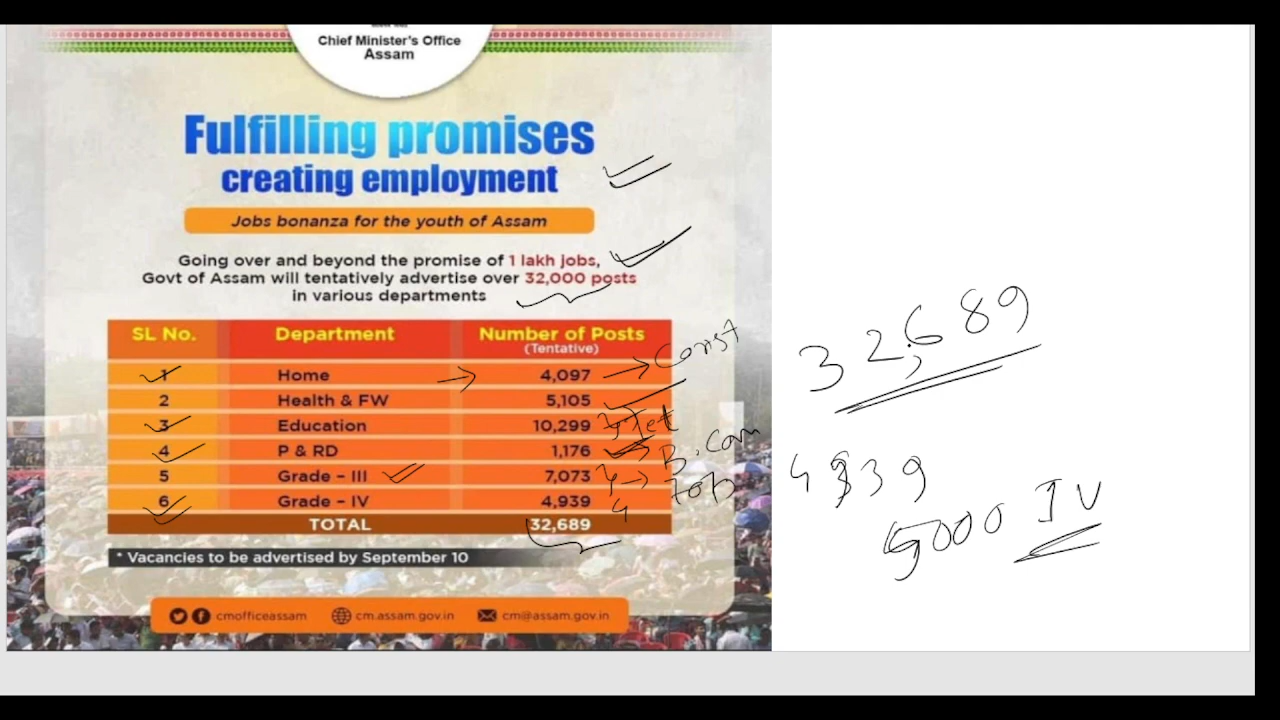 Chief Minister's Office
Assam
Fulfilling promises
creating employment
Jobs bonanza for the youth of Assam
Going over and beyond the promise of 1 lakh jobs,
Govt of Assam will tentatively advertise over 32,000 posts
in various departments
SL No. Department Number of Posts
(Tentative)
1 Home 4,097 → Const
2 Health & FW 5,105
3 Education 10,299 Tet
4 P & RD 1,176 B.Com
5 Grade - III 7,073
6 Grade - IV 4,939
TOTAL 32,689
* Vacancies to be advertised by September 10
cmofficeassam cm.assam.gov.in cm@assam.gov.in
32,689
4939
5000 IV